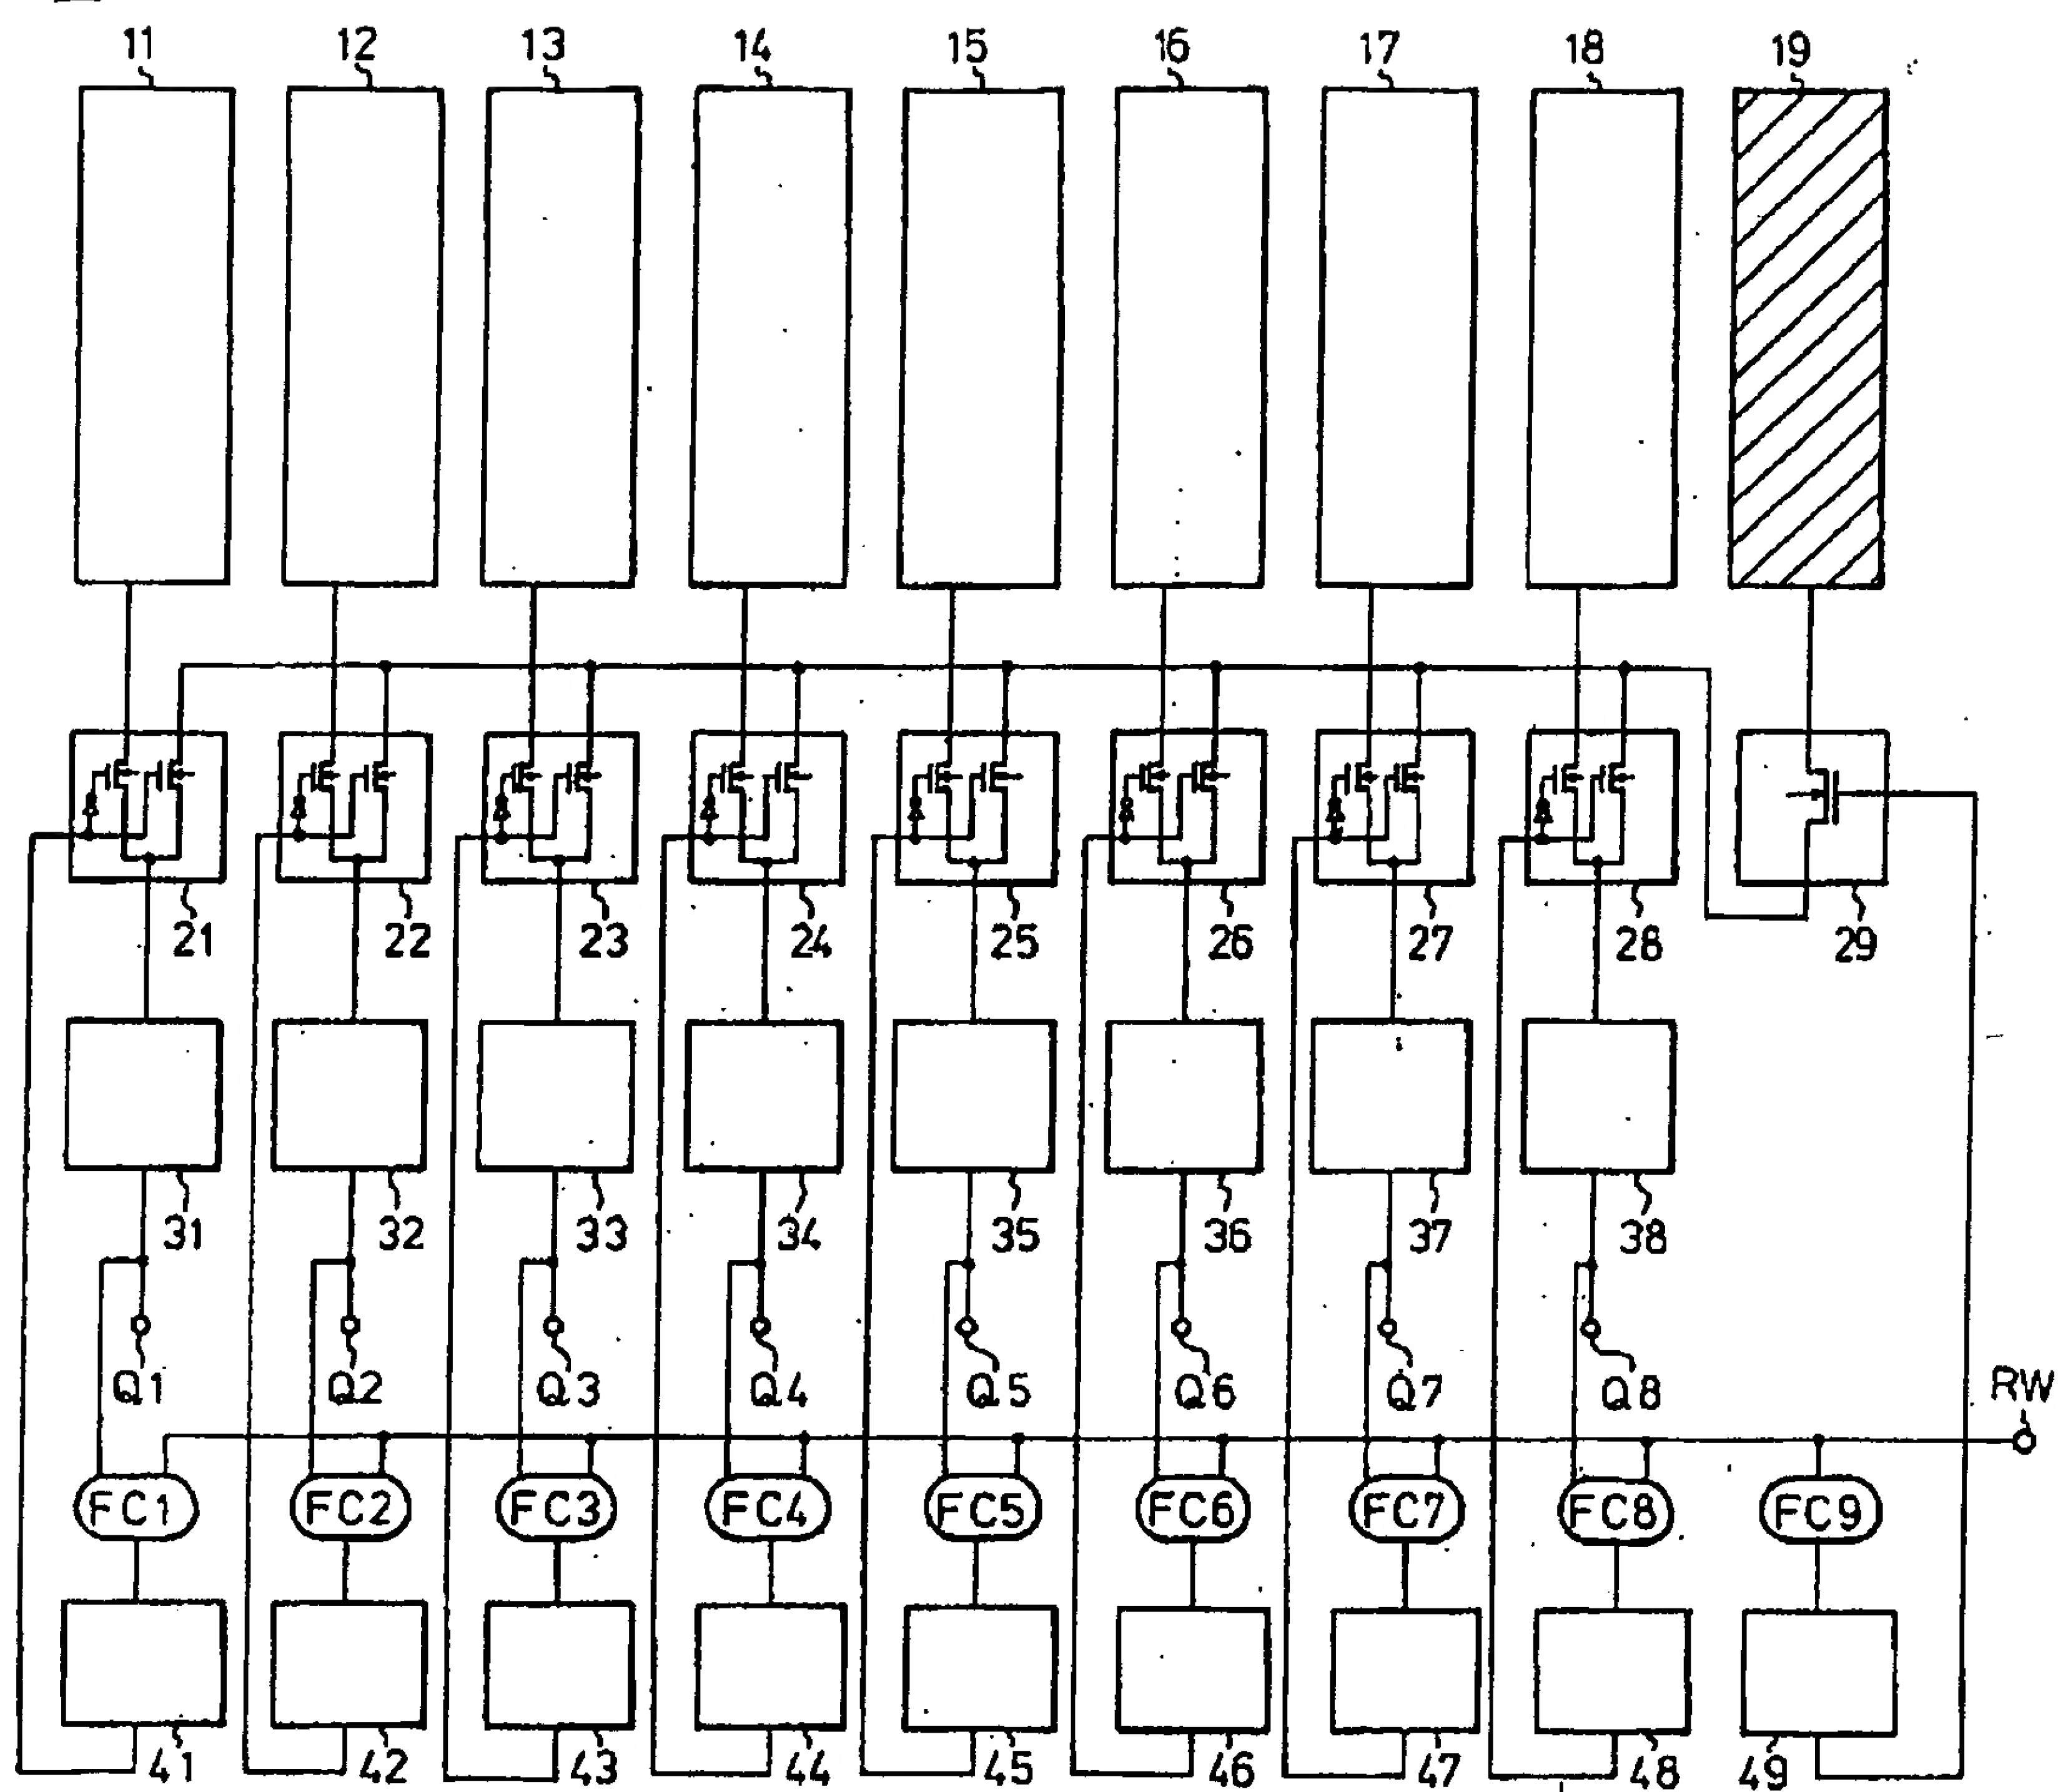 11 12 13 14 15 16 17 18 19
21 22 23 24 25 26 27 28 29
31 32 33 34 35 36 37 38
Q1 Q2 Q3 Q4 Q5 Q6 Q7 Q8 RW
FC1 FC2 FC3 FC4 FC5 FC6 FC7 FC8 FC9
41 42 43 44 45 46 47 48 49